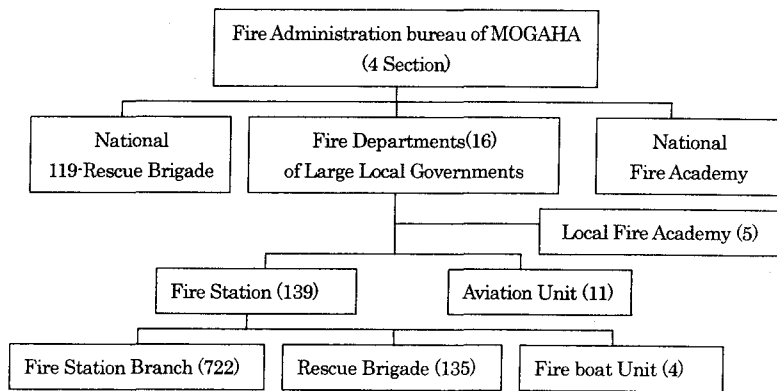 Fire Administration bureau of MOGAHA
(4 Section)
National
119-Rescue Brigade
Fire Departments(16)
of Large Local Governments
National
Fire Academy
Local Fire Academy (5)
Fire Station (139)
Aviation Unit (11)
Fire Station Branch (722)
Rescue Brigade (135)
Fire boat Unit (4)